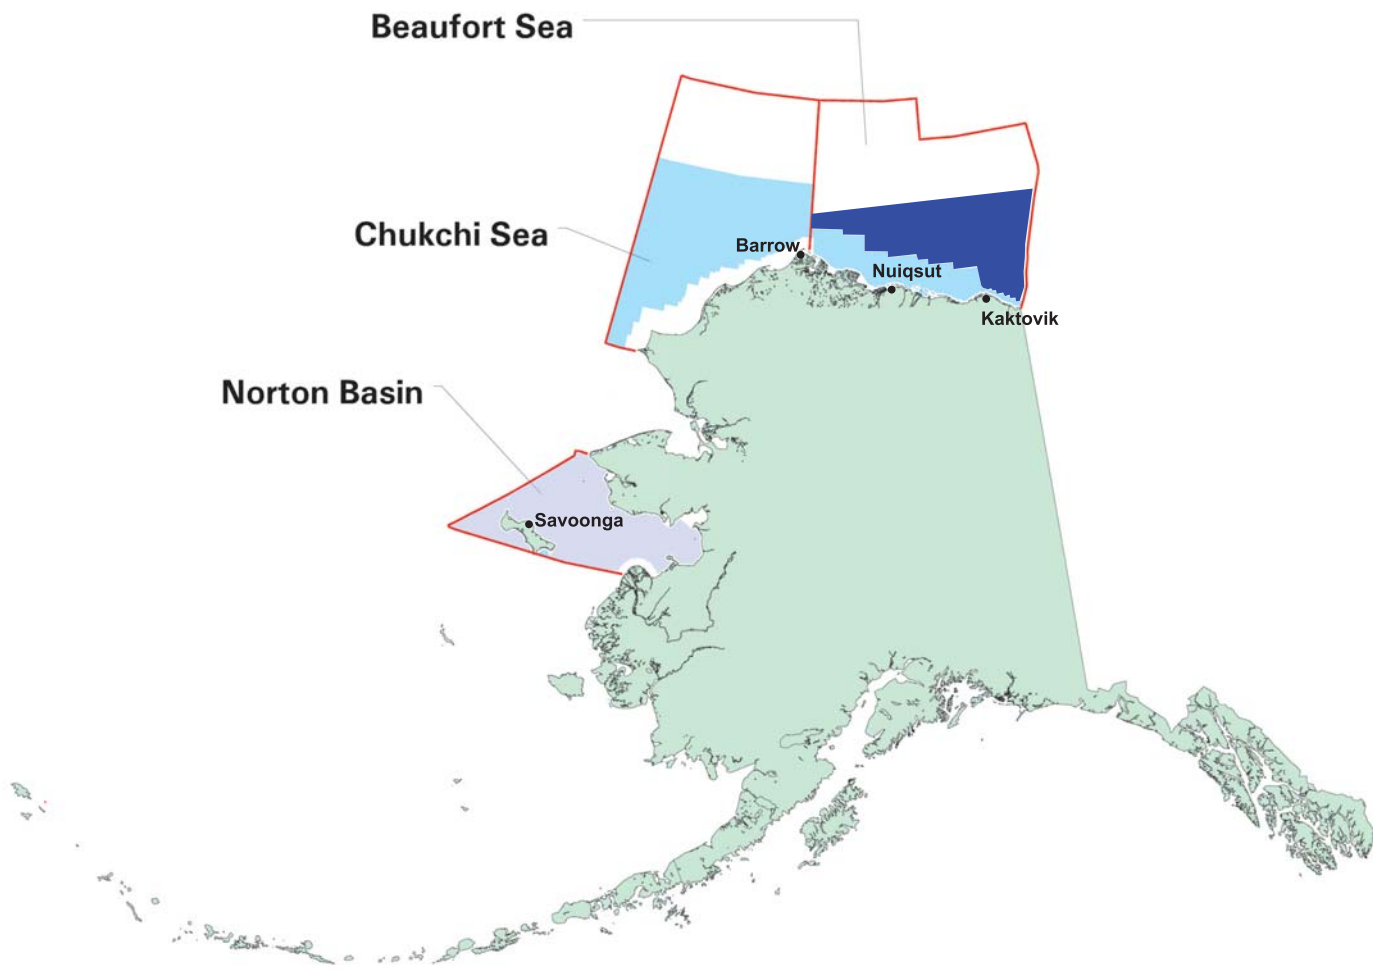 Beaufort Sea
Chukchi Sea
Barrow
Nuiqsut
Kaktovik
Norton Basin
Savoonga